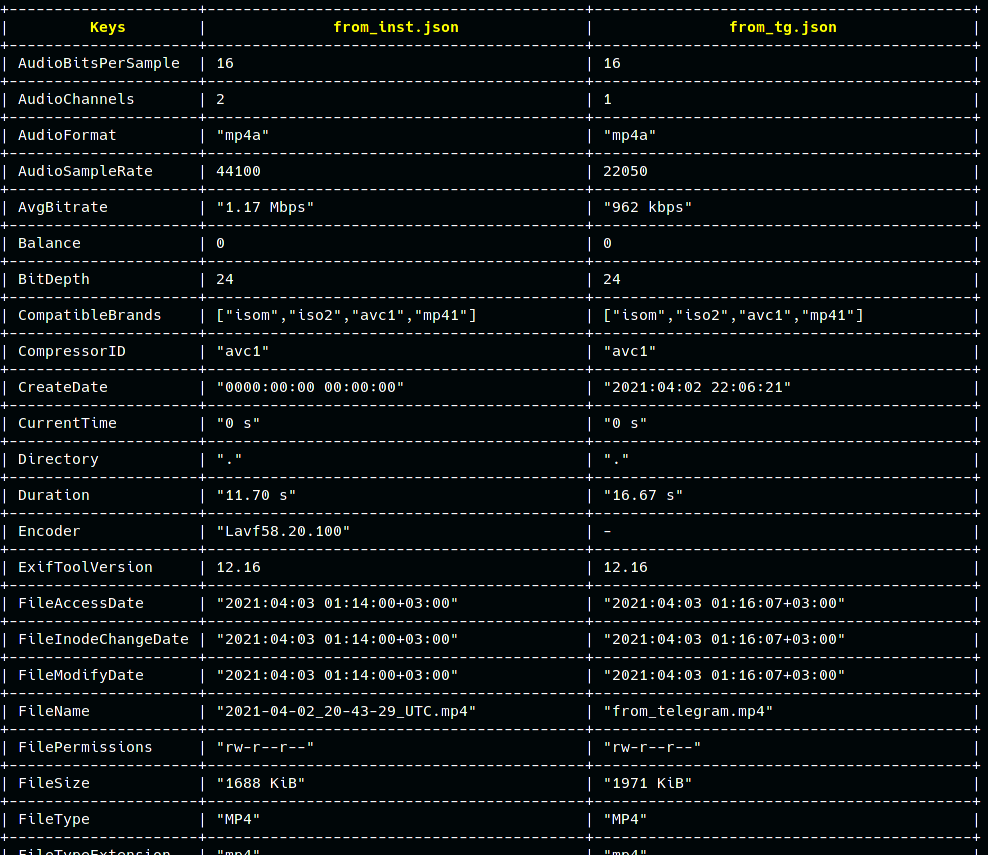 Keys | from_inst.json | from_tg.json
AudioBitsPerSample | 16 | 16
AudioChannels | 2 | 1
AudioFormat | "mp4a" | "mp4a"
AudioSampleRate | 44100 | 22050
AvgBitrate | "1.17 Mbps" | "962 kbps"
Balance | 0 | 0
BitDepth | 24 | 24
CompatibleBrands | ["isom","iso2","avc1","mp41"] | ["isom","iso2","avc1","mp41"]
CompressorID | "avc1" | "avc1"
CreateDate | "0000:00:00 00:00:00" | "2021:04:02 22:06:21"
CurrentTime | "0 s" | "0 s"
Directory | "." | "."
Duration | "11.70 s" | "16.67 s"
Encoder | "Lavf58.20.100" | -
ExifToolVersion | 12.16 | 12.16
FileAccessDate | "2021:04:03 01:14:00+03:00" | "2021:04:03 01:16:07+03:00"
FileInodeChangeDate | "2021:04:03 01:14:00+03:00" | "2021:04:03 01:16:07+03:00"
FileModifyDate | "2021:04:03 01:14:00+03:00" | "2021:04:03 01:16:07+03:00"
FileName | "2021-04-02_20-43-29_UTC.mp4" | "from_telegram.mp4"
FilePermissions | "rw-r--r--" | "rw-r--r--"
FileSize | "1688 KiB" | "1971 KiB"
FileType | "MP4" | "MP4"
FileTypeExtension | "mp4" | "mp4"